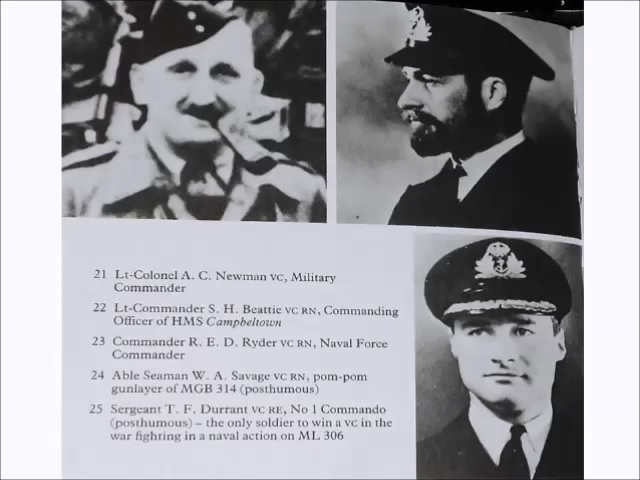 21 Lt-Colonel A. C. Newman VC, Military
Commander
22 Lt-Commander S. H. Beattie VC RN, Commanding
Officer of HMS Campbeltown
23 Commander R. E. D. Ryder VC RN, Naval Force
Commander
24 Able Seaman W. A. Savage VC RN, pom-pom
gunlayer of MGB 314 (posthumous)
25 Sergeant T. F. Durrant VC RE, No 1 Commando
(posthumous) – the only soldier to win a VC in the
war fighting in a naval action on ML 306